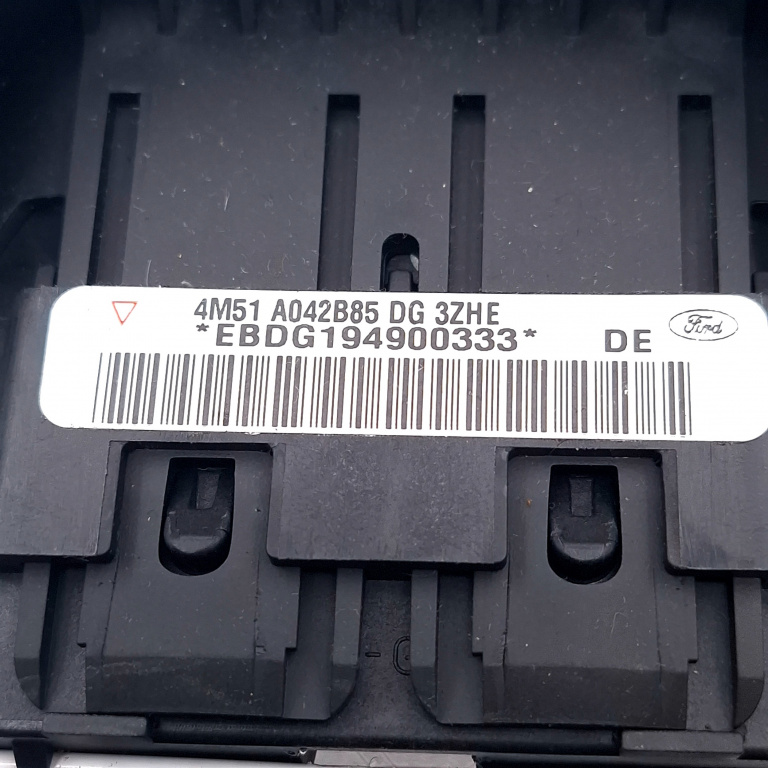 4M51 A042B85 DG 3ZHE
*EBDG194900333* DE Ford